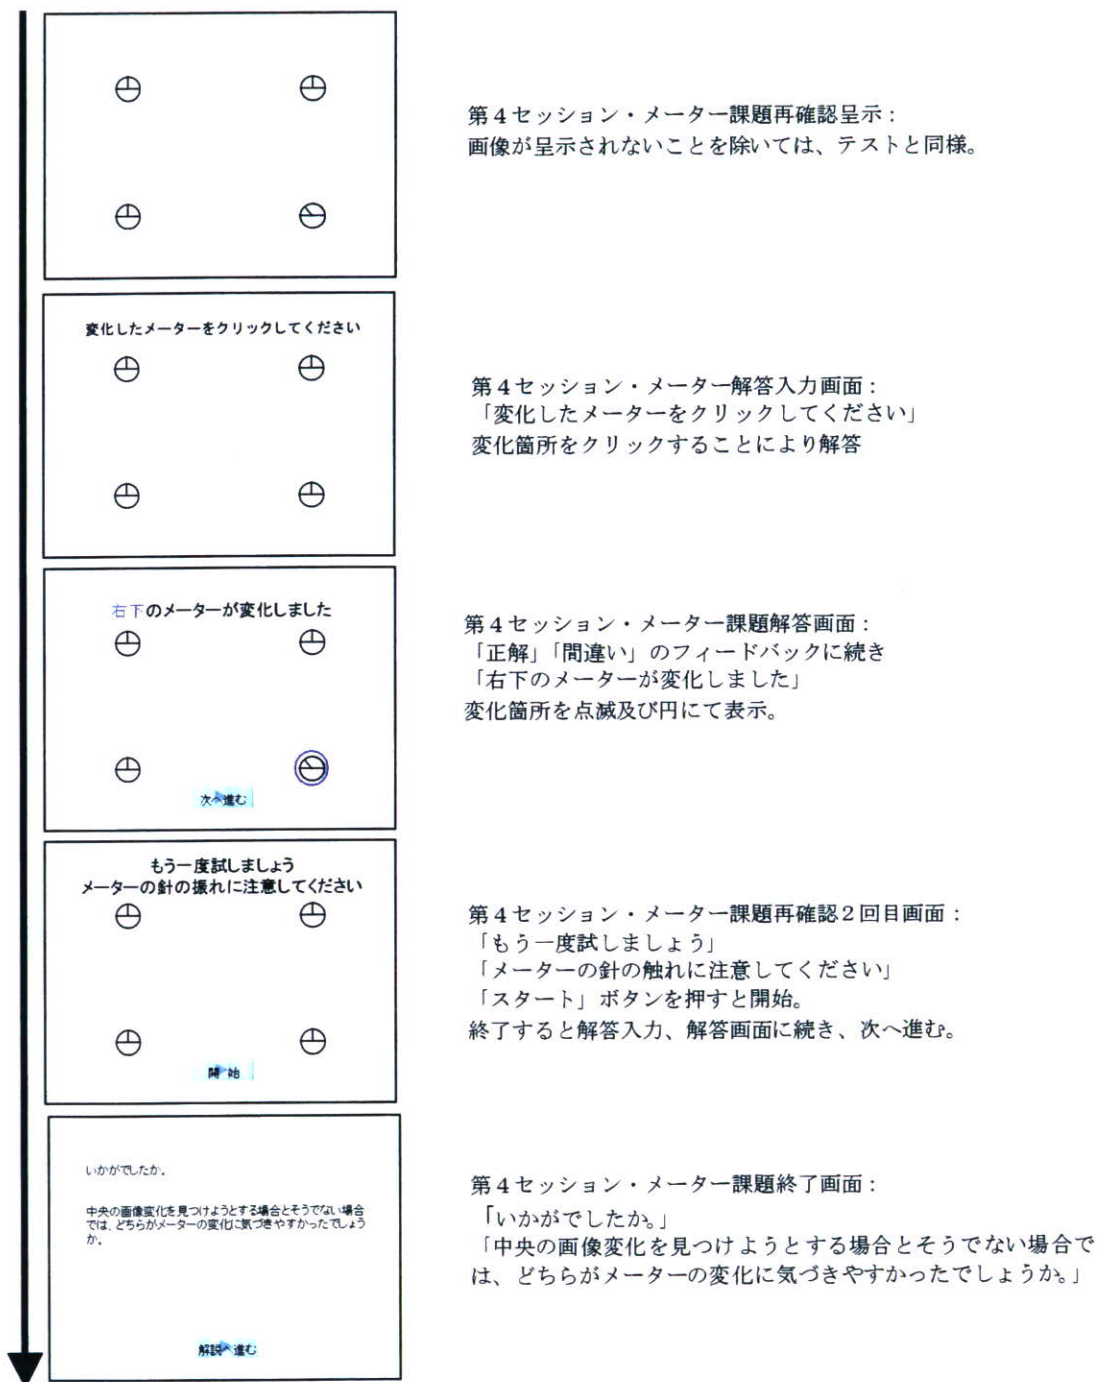 第4セッション・メーター課題再確認呈示：
画像が呈示されないことを除いては、テストと同様。
変化したメーターをクリックしてください
第4セッション・メーター解答入力画面：
「変化したメーターをクリックしてください」
変化箇所をクリックすることにより解答
右下のメーターが変化しました
次へ進む
第4セッション・メーター課題解答画面：
「正解」「間違い」のフィードバックに続き
「右下のメーターが変化しました」
変化箇所を点滅及び円にて表示。
もう一度試しましょう
メーターの針の振れに注意してください
開 始
第4セッション・メーター課題再確認2回目画面：
「もう一度試しましょう」
「メーターの針の触れに注意してください」
「スタート」ボタンを押すと開始。
終了すると解答入力、解答画面に続き、次へ進む。
いかがでしたか。
中央の画像変化を見つけようとする場合とそうでない場合
では、どちらがメーターの変化に気づきやすかったでしょう
か。
解説へ進む
第4セッション・メーター課題終了画面：
「いかがでしたか。」
「中央の画像変化を見つけようとする場合とそうでない場合で
は、どちらがメーターの変化に気づきやすかったでしょうか。」